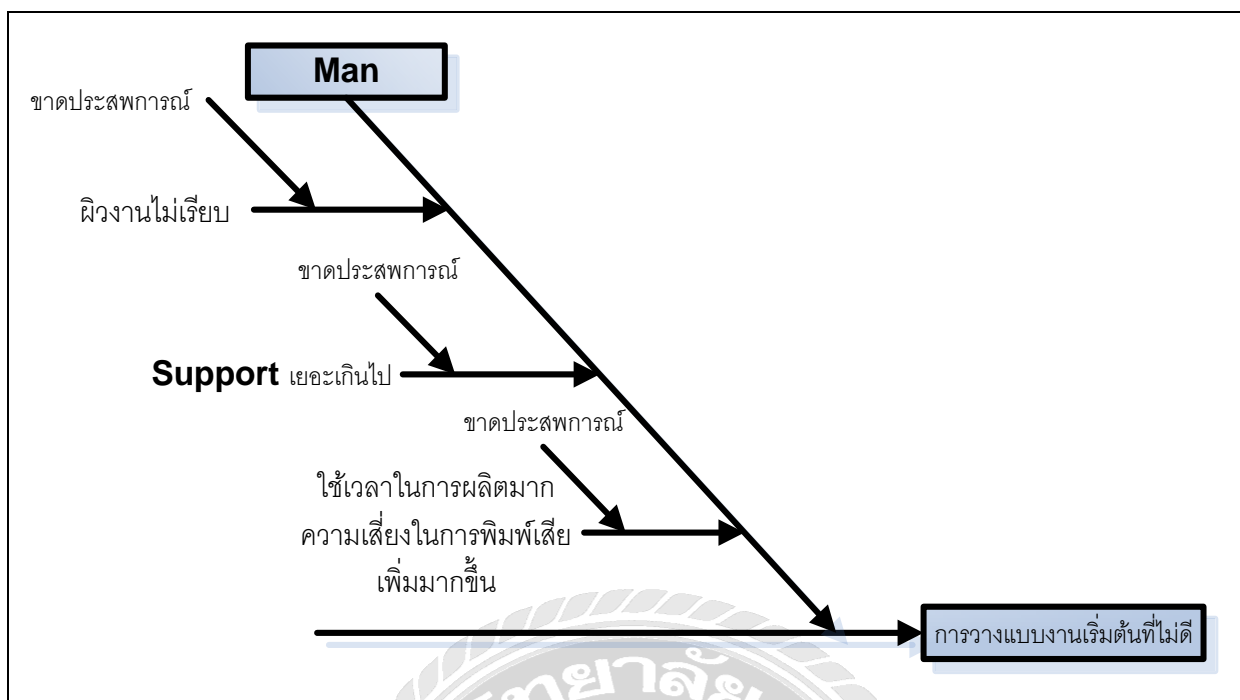 Man
ขาดประสพการณ์
ผิวงานไม่เรียบ
ขาดประสพการณ์
Support เยอะเกินไป
ขาดประสพการณ์
ใช้เวลาในการผลิตมาก
ความเสี่ยงในการพิมพ์เสีย
เพิ่มมากขึ้น
การวางแบบงานเริ่มต้นที่ไม่ดี